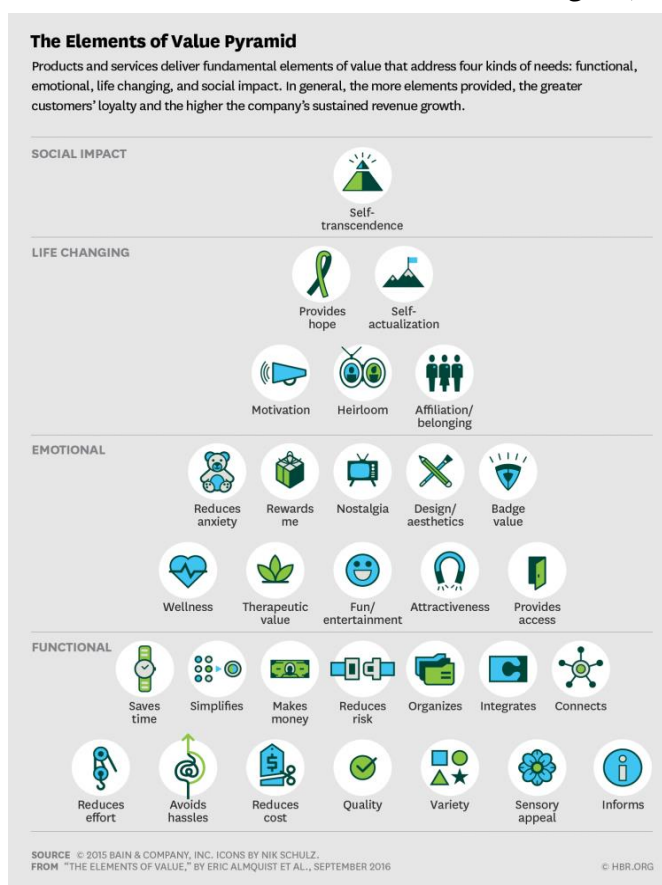 The Elements of Value Pyramid
Products and services deliver fundamental elements of value that address four kinds of needs: functional,
emotional, life changing, and social impact. In general, the more elements provided, the greater
customers’ loyalty and the higher the company’s sustained revenue growth.
SOCIAL IMPACT
Self-
transcendence
LIFE CHANGING
Provides
hope
Self-
actualization
Motivation
Heirloom
Affiliation/
belonging
EMOTIONAL
Reduces
anxiety
Rewards
me
Nostalgia
Design/
aesthetics
Badge
value
Wellness
Therapeutic
value
Fun/
entertainment
Attractiveness
Provides
access
FUNCTIONAL
Saves
time
Simplifies
Makes
money
Reduces
risk
Organizes
Integrates
Connects
Reduces
effort
Avoids
hassles
$
Reduces
cost
Quality
Variety
Sensory
appeal
i
Informs
SOURCE © 2015 BAIN & COMPANY, INC. ICONS BY NIK SCHULZ.
FROM “THE ELEMENTS OF VALUE,” BY ERIC ALMQUIST ET AL., SEPTEMBER 2016
© HBR.ORG